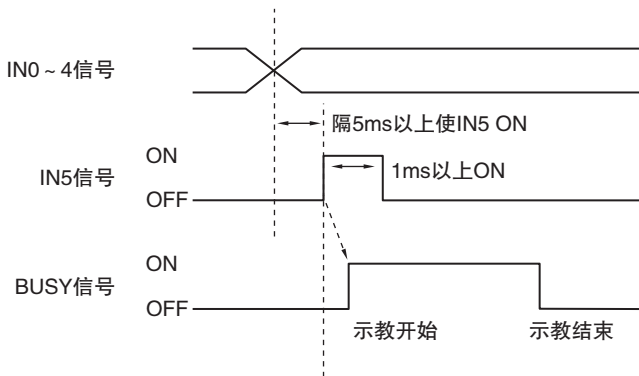 IN0 ~ 4信号
隔5ms以上使IN5 ON
ON
IN5信号
1ms以上ON
OFF
ON
BUSY信号
OFF
示教开始
示教结束